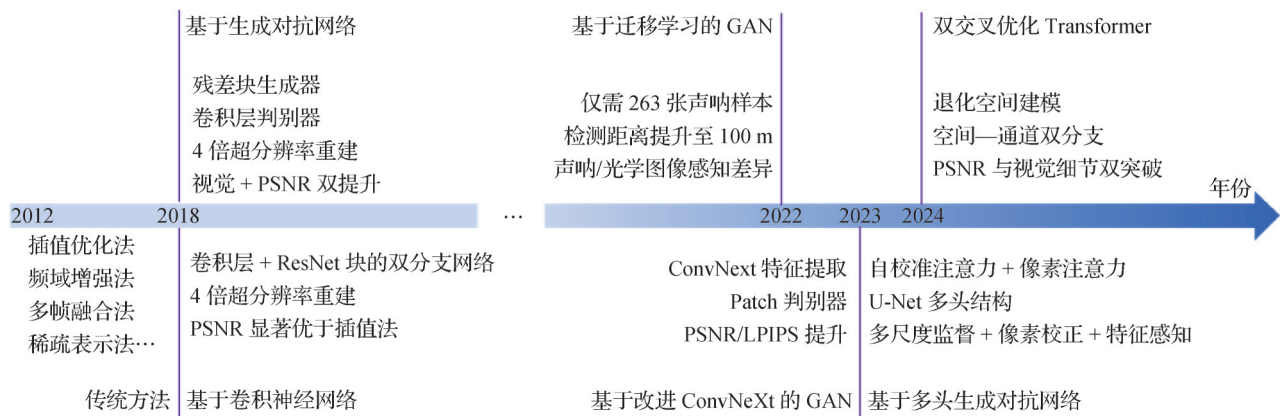 基于生成对抗网络
残差块生成器
卷积层判别器
4 倍超分辨率重建
视觉 + PSNR 双提升
基于迁移学习的 GAN
仅需 263 张声呐样本
检测距离提升至 100 m
声呐/光学图像感知差异
双交叉优化 Transformer
退化空间建模
空间—通道双分支
PSNR 与视觉细节双突破
年份
2012
2018
…
2022
2023
2024
插值优化法
频域增强法
多帧融合法
稀疏表示法…
传统方法
卷积层 + ResNet 块的双分支网络
4 倍超分辨率重建
PSNR 显著优于插值法
基于卷积神经网络
ConvNext 特征提取
Patch 判别器
PSNR/LPIPS 提升
基于改进 ConvNeXt 的 GAN
自校准注意力 + 像素注意力
U-Net 多头结构
多尺度监督 + 像素校正 + 特征感知
基于多头生成对抗网络